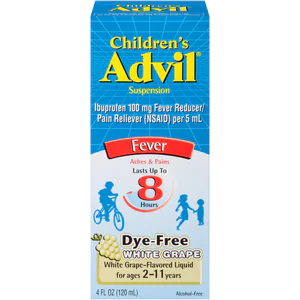 Children's
Advil®
Suspension
Ibuprofen 100 mg Fever Reducer/
Pain Reliever (NSAID) per 5 mL
Fever
Aches & Pains
Lasts Up To
8
Hours
Dye-Free
WHITE GRAPE
White Grape-Flavored Liquid
for ages 2-11 years
4 FL OZ (120 mL)
Alcohol-Free